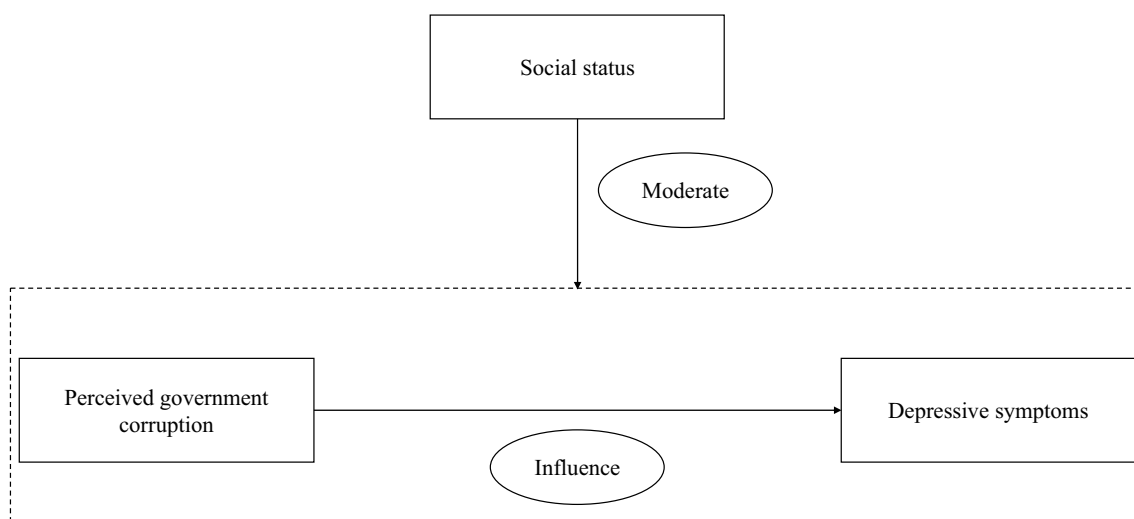 Social status
Moderate
Perceived government
corruption
Depressive symptoms
Influence